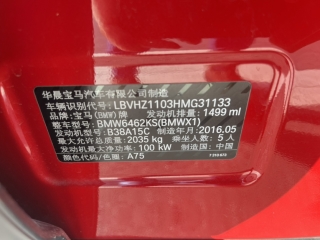 华晨宝马汽车有限公司制造
车辆识别代号: LBVHZ1103HMG31133
品牌: 宝马(BMW)牌 发动机排量: 1499 ml
整车型号: BMW6462KS(BMWX1)
发动机型号: B38A15C 制造年月: 2016.05
最大允许总质量: 2035 kg 乘坐人数: 5人
发动机最大净功率: 100 kW 制造国: 中国
颜色代码/色圈: A75